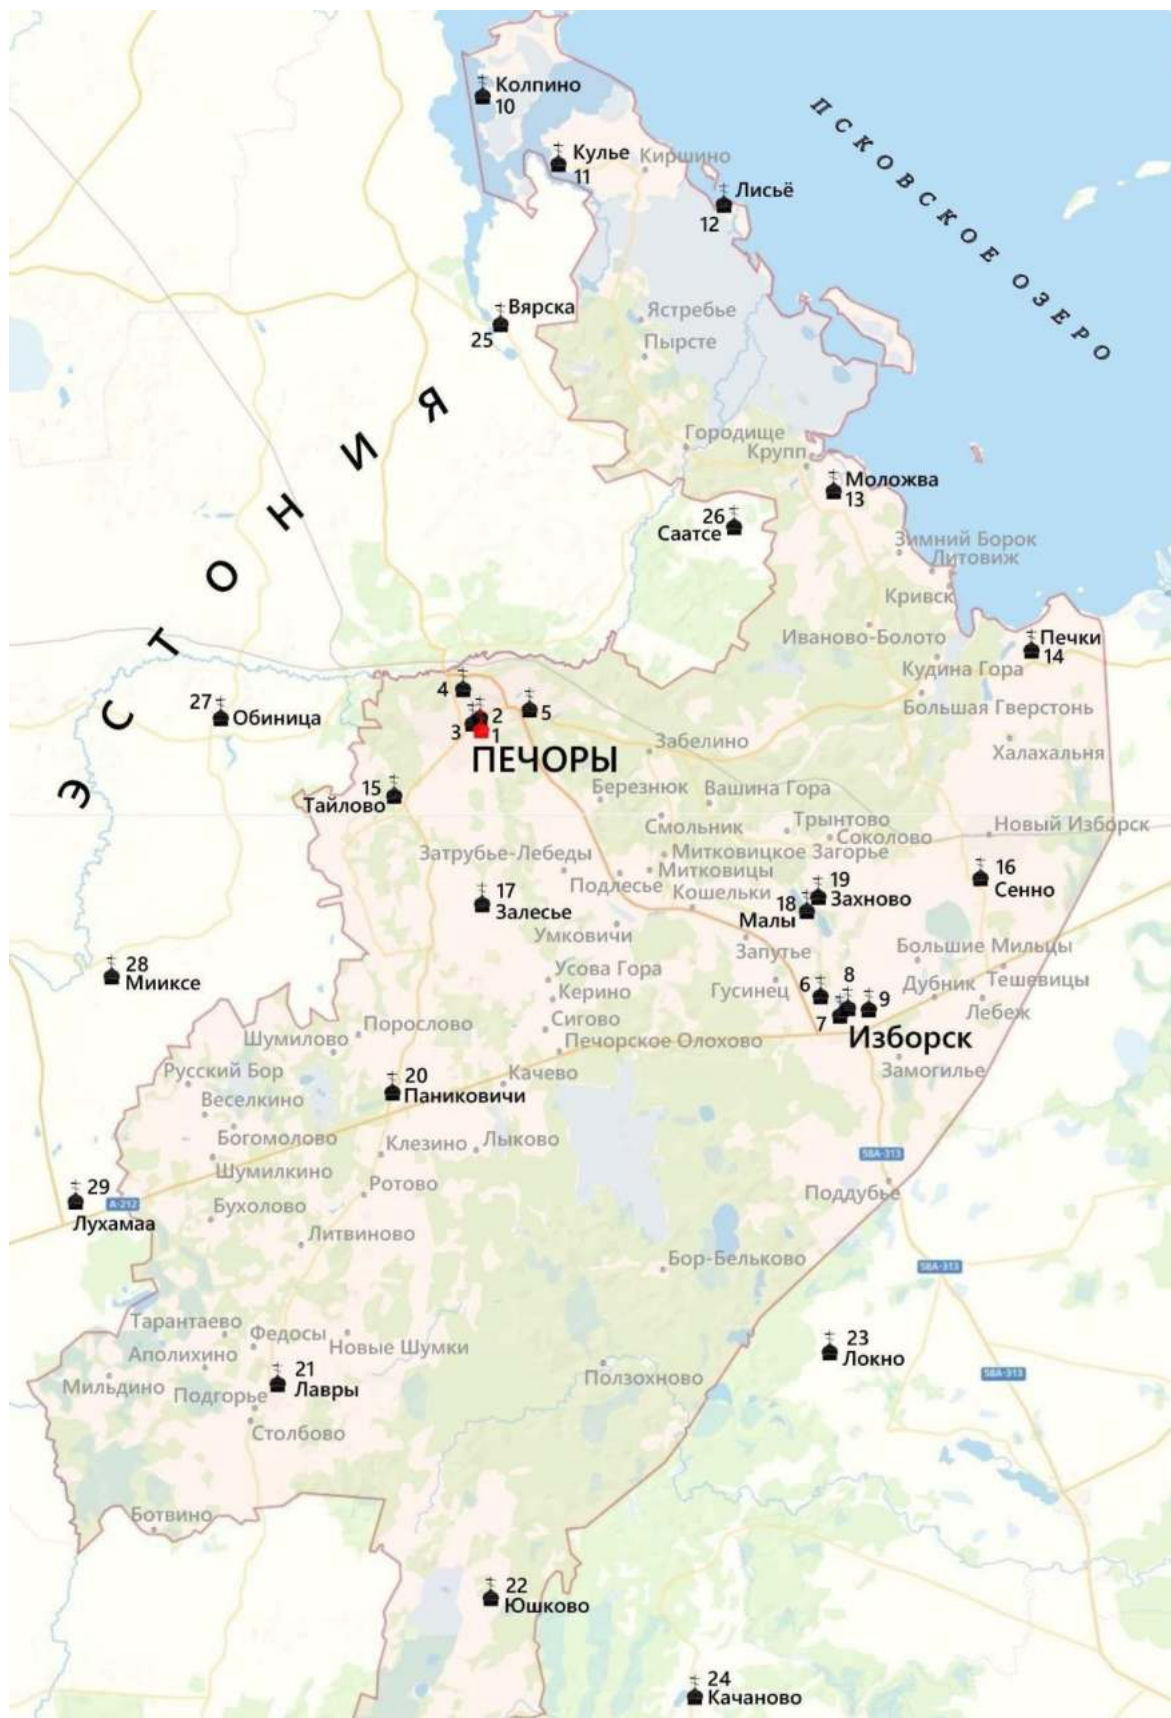 Колпино
10
Кулье
11
Киршино
Лисьё
12
ПСКОВСКОЕ ОЗЕРО
Вярска
25
Ястребье
Пырсте
ЭСТОНИЯ
Городище
Крупп
Моложва
13
26
Саатсе
Зимний Борок
Литовиж
Кривск
Иваново-Болото
Печки
14
Кудина Гора
Большая Гверстонь
Халахальня
27
Обиница
4
5
2
3
1
ПЕЧОРЫ
Забелино
15
Тайлово
Березнюк
Вашина Гора
Смольник
Трынтово
Соколово
Новый Изборск
Затрубье-Лебеды
Митковицкое Загорье
Митковицы
Подлесье
Кошельки
16
Сенно
17
Залесье
19
Захново
18
Малы
Умковичи
Запутье
Большие Мильцы
28
Мииксе
Усова Гора
Керино
Гусинец
Дубник
Тешевицы
Лебеж
6
8
9
7
Изборск
Сигово
Порослово
Шумилово
Печорское Олохово
Замогилье
Русский Бор
20
Паниковичи
Качево
Веселкино
Богомолово
Клезино
Лыково
58А-313
Шумилкино
29
Лухамаа
А-212
Ротово
Поддубье
Бухолово
Литвиново
Бор-Бельково
58А-313
Тарантаево
Федосы
Новые Шумки
23
Локно
Аполихино
Мильдино
21
Лавры
Подгорье
Ползохново
58А-313
Столбово
Ботвино
22
Юшково
24
Качаново